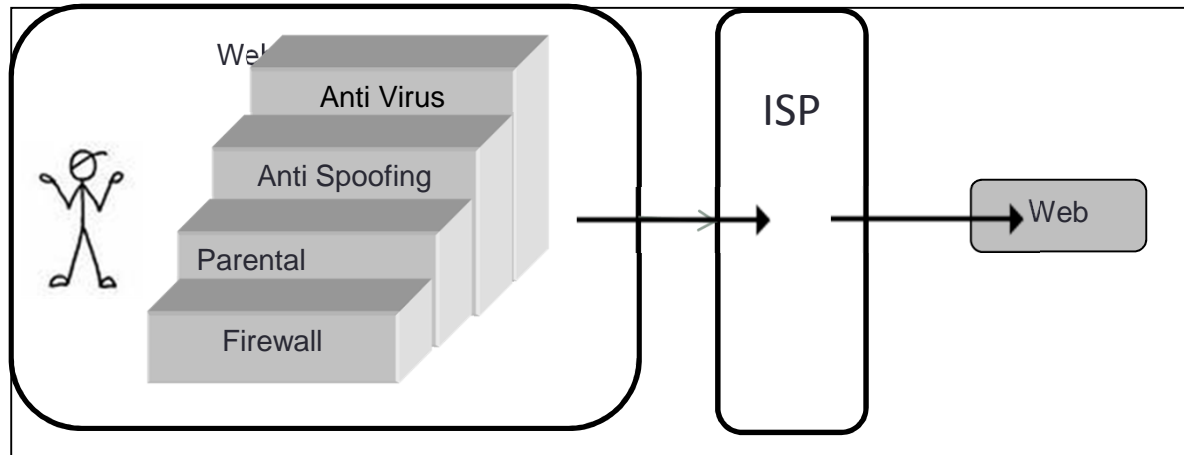 Anti Virus
Anti Spoofing
Parental
Firewall
ISP
Web